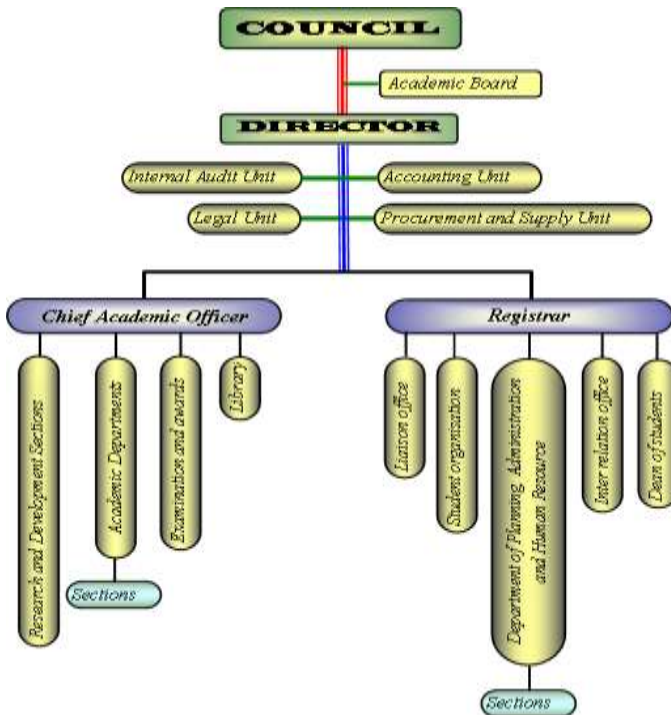 COUNCIL
Academic Board
DIRECTOR
Internal Audit Unit
Accounting Unit
Legal Unit
Procurement and Supply Unit
Chief Academic Officer
Registrar
Research and Development Sections
Academic Departments
Examination and awards
Library
Liaison office
Student organisation
Department of Planning, Administration
and Human Resource
Inter relation office
Dean of students
Sections
Sections